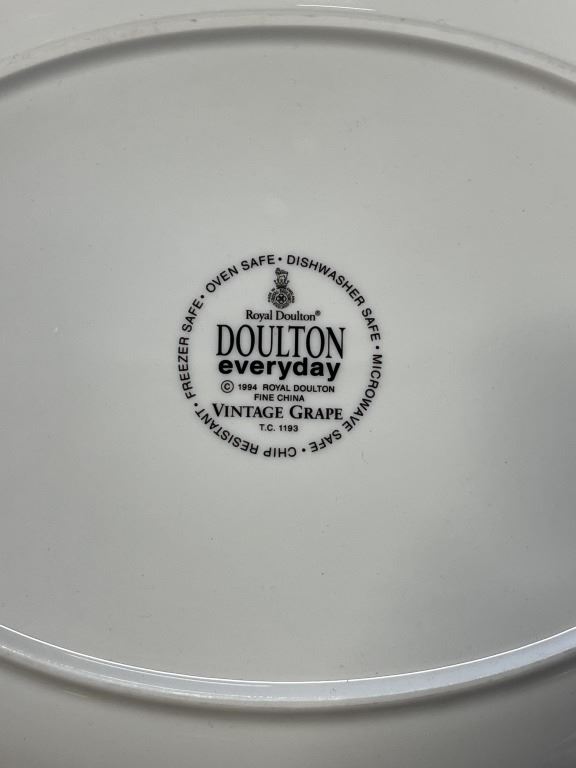 FREEZER SAFE • OVEN SAFE • DISHWASHER SAFE • MICROWAVE SAFE • CHIP RESISTANT •
Royal Doulton®
DOULTON
everyday
© 1994 ROYAL DOULTON
FINE CHINA
VINTAGE GRAPE
T.C. 1193